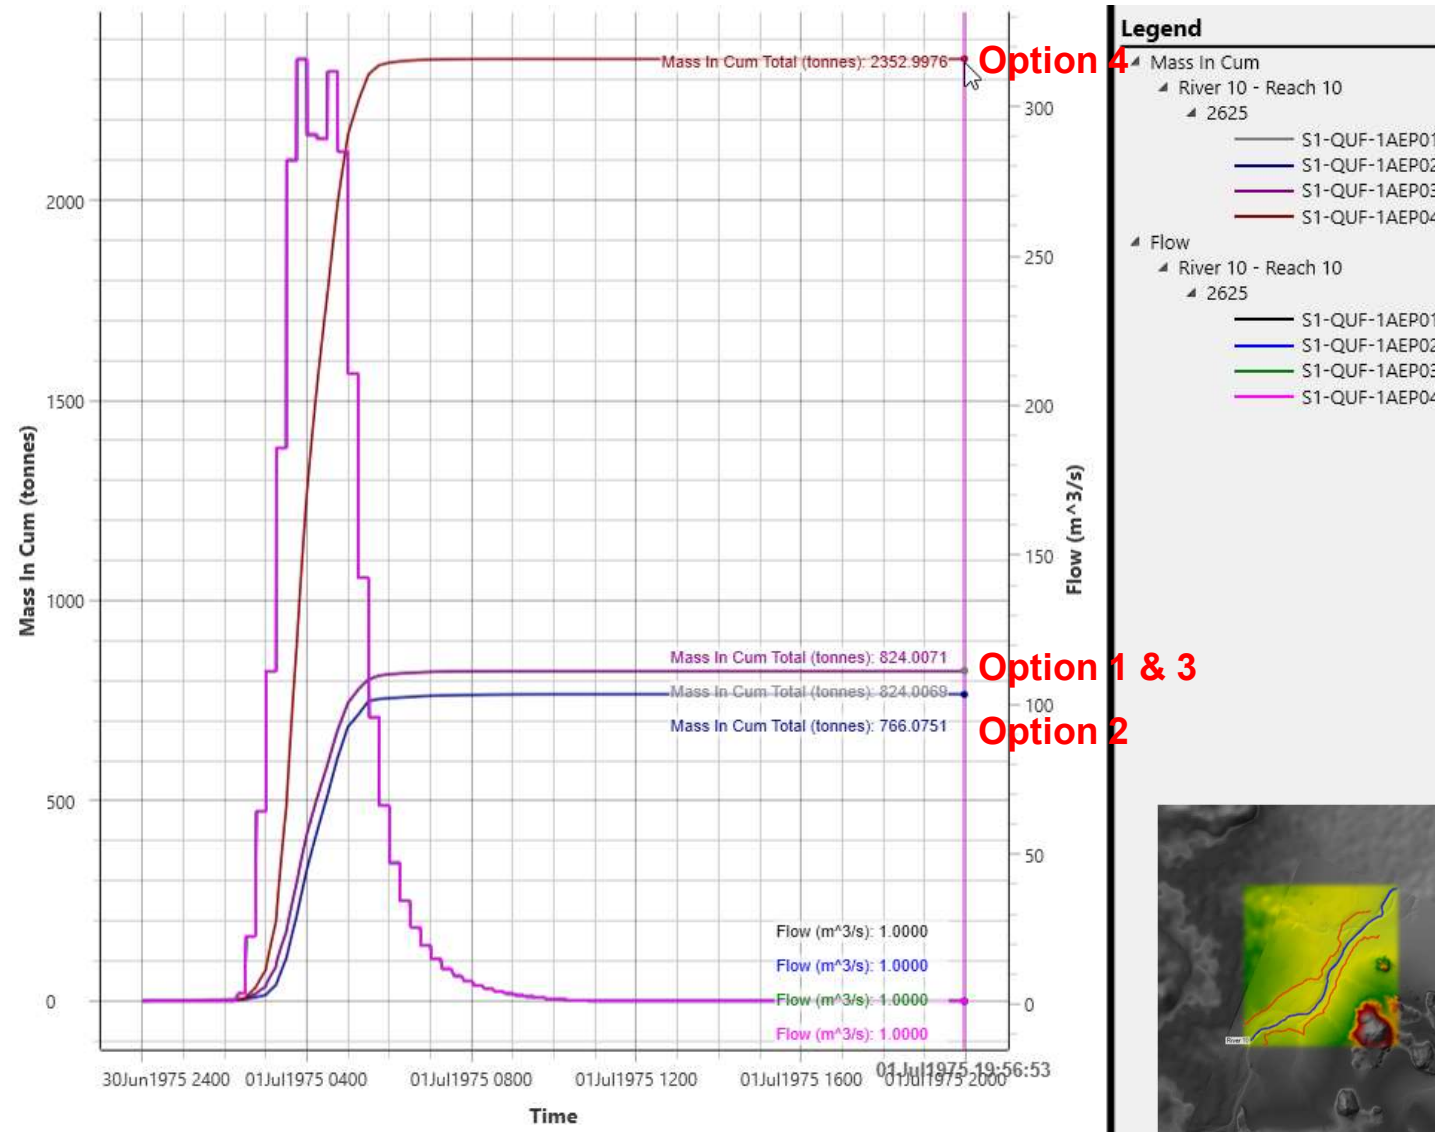 Legend
Mass In Cum
River 10 - Reach 10
2625
S1-QUF-1AEP01
S1-QUF-1AEP02
S1-QUF-1AEP03
S1-QUF-1AEP04
Flow
River 10 - Reach 10
2625
S1-QUF-1AEP01
S1-QUF-1AEP02
S1-QUF-1AEP03
S1-QUF-1AEP04
Mass In Cum Total (tonnes): 2352.9976
Option 4
Mass In Cum Total (tonnes): 824.0071
Option 1 & 3
Mass In Cum Total (tonnes): 824.0069
Mass In Cum Total (tonnes): 766.0751
Option 2
Flow (m^3/s): 1.0000
Flow (m^3/s): 1.0000
Flow (m^3/s): 1.0000
Flow (m^3/s): 1.0000
Mass In Cum (tonnes)
2000
1500
1000
500
0
Flow (m^3/s)
300
250
200
150
100
50
0
30Jun1975 2400
01Jul1975 0400
01Jul1975 0800
01Jul1975 1200
01Jul1975 1600
01Jul1975 2000
01Jul1975 19:56:53
Time
River 10